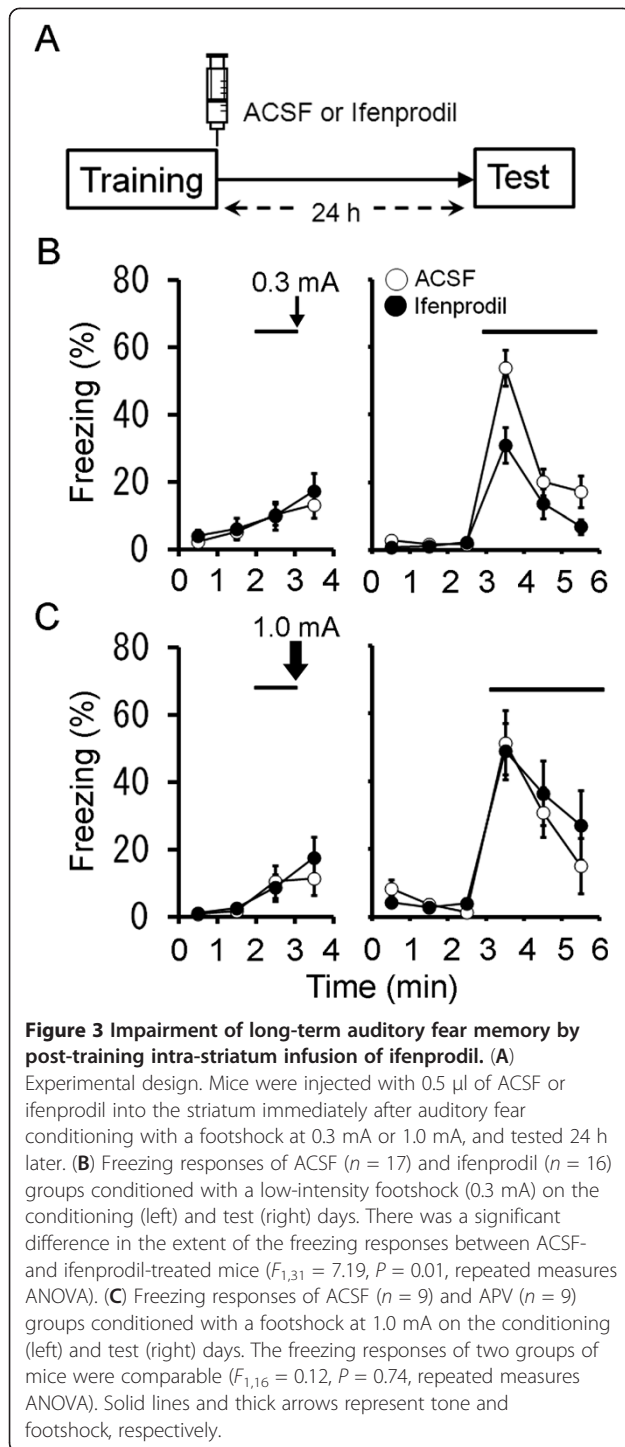 A
ACSF or Ifenprodil
Training
Test
24 h
B
80
60
40
20
0
Freezing (%)
0.3 mA
ACSF
Ifenprodil
0 1 2 3 4
0 1 2 3 4 5 6
C
80
60
40
20
0
Freezing (%)
1.0 mA
0 1 2 3 4
0 1 2 3 4 5 6
Time (min)
Figure 3 Impairment of long-term auditory fear memory by
post-training intra-striatum infusion of ifenprodil. (A)
Experimental design. Mice were injected with 0.5 μl of ACSF or
ifenprodil into the striatum immediately after auditory fear
conditioning with a footshock at 0.3 mA or 1.0 mA, and tested 24 h
later. (B) Freezing responses of ACSF (n = 17) and ifenprodil (n = 16)
groups conditioned with a low-intensity footshock (0.3 mA) on the
conditioning (left) and test (right) days. There was a significant
difference in the extent of the freezing responses between ACSF-
and ifenprodil-treated mice (F1,31 = 7.19, P = 0.01, repeated measures
ANOVA). (C) Freezing responses of ACSF (n = 9) and APV (n = 9)
groups conditioned with a footshock at 1.0 mA on the conditioning
(left) and test (right) days. The freezing responses of two groups of
mice were comparable (F1,16 = 0.12, P = 0.74, repeated measures
ANOVA). Solid lines and thick arrows represent tone and
footshock, respectively.